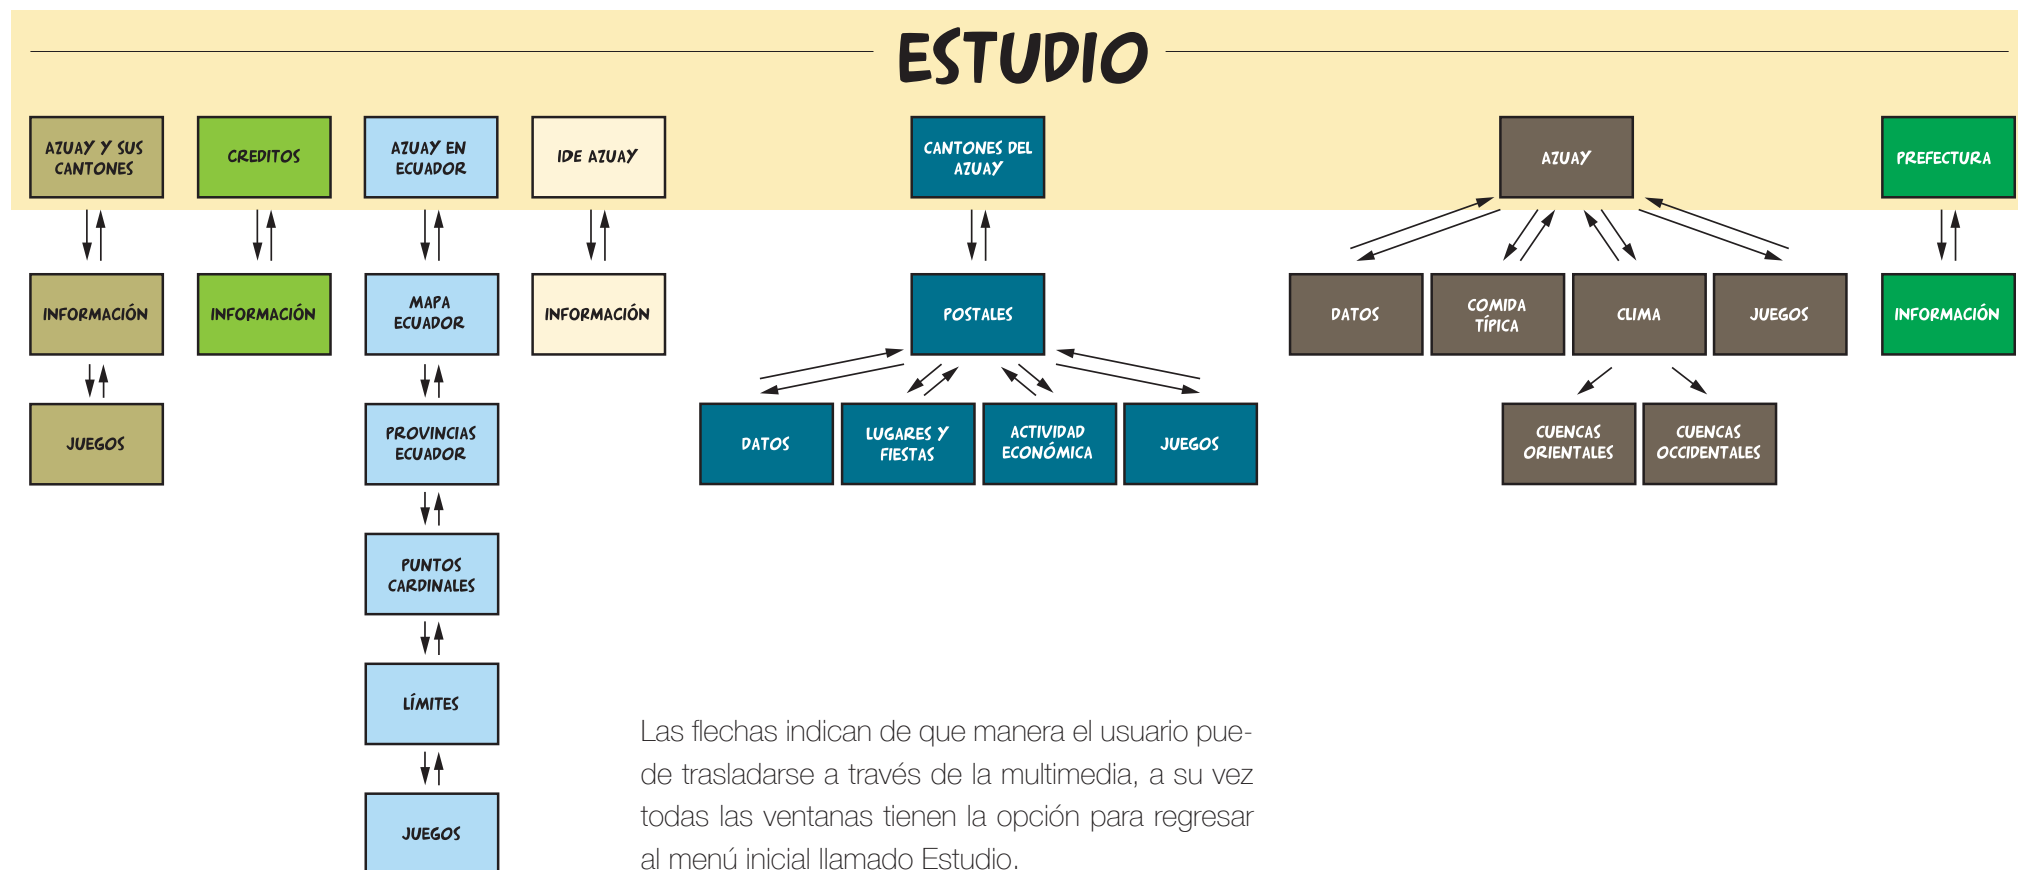 ESTUDIO
AZUAY Y SUS
CANTONES
CREDITOS
AZUAY EN
ECUADOR
IDE AZUAY
CANTONES DEL
AZUAY
AZUAY
PREFECTURA
INFORMACIÓN
INFORMACIÓN
MAPA
ECUADOR
INFORMACIÓN
POSTALES
DATOS
COMIDA
TÍPICA
CLIMA
JUEGOS
INFORMACIÓN
JUEGOS
PROVINCIAS
ECUADOR
DATOS
LUGARES Y
FIESTAS
ACTIVIDAD
ECONÓMICA
JUEGOS
CUENCAS
ORIENTALES
CUENCAS
OCCIDENTALES
PUNTOS
CARDINALES
LÍMITES
JUEGOS
Las flechas indican de que manera el usuario pue-
de trasladarse a través de la multimedia, a su vez
todas las ventanas tienen la opción para regresar
al menú inicial llamado Estudio.